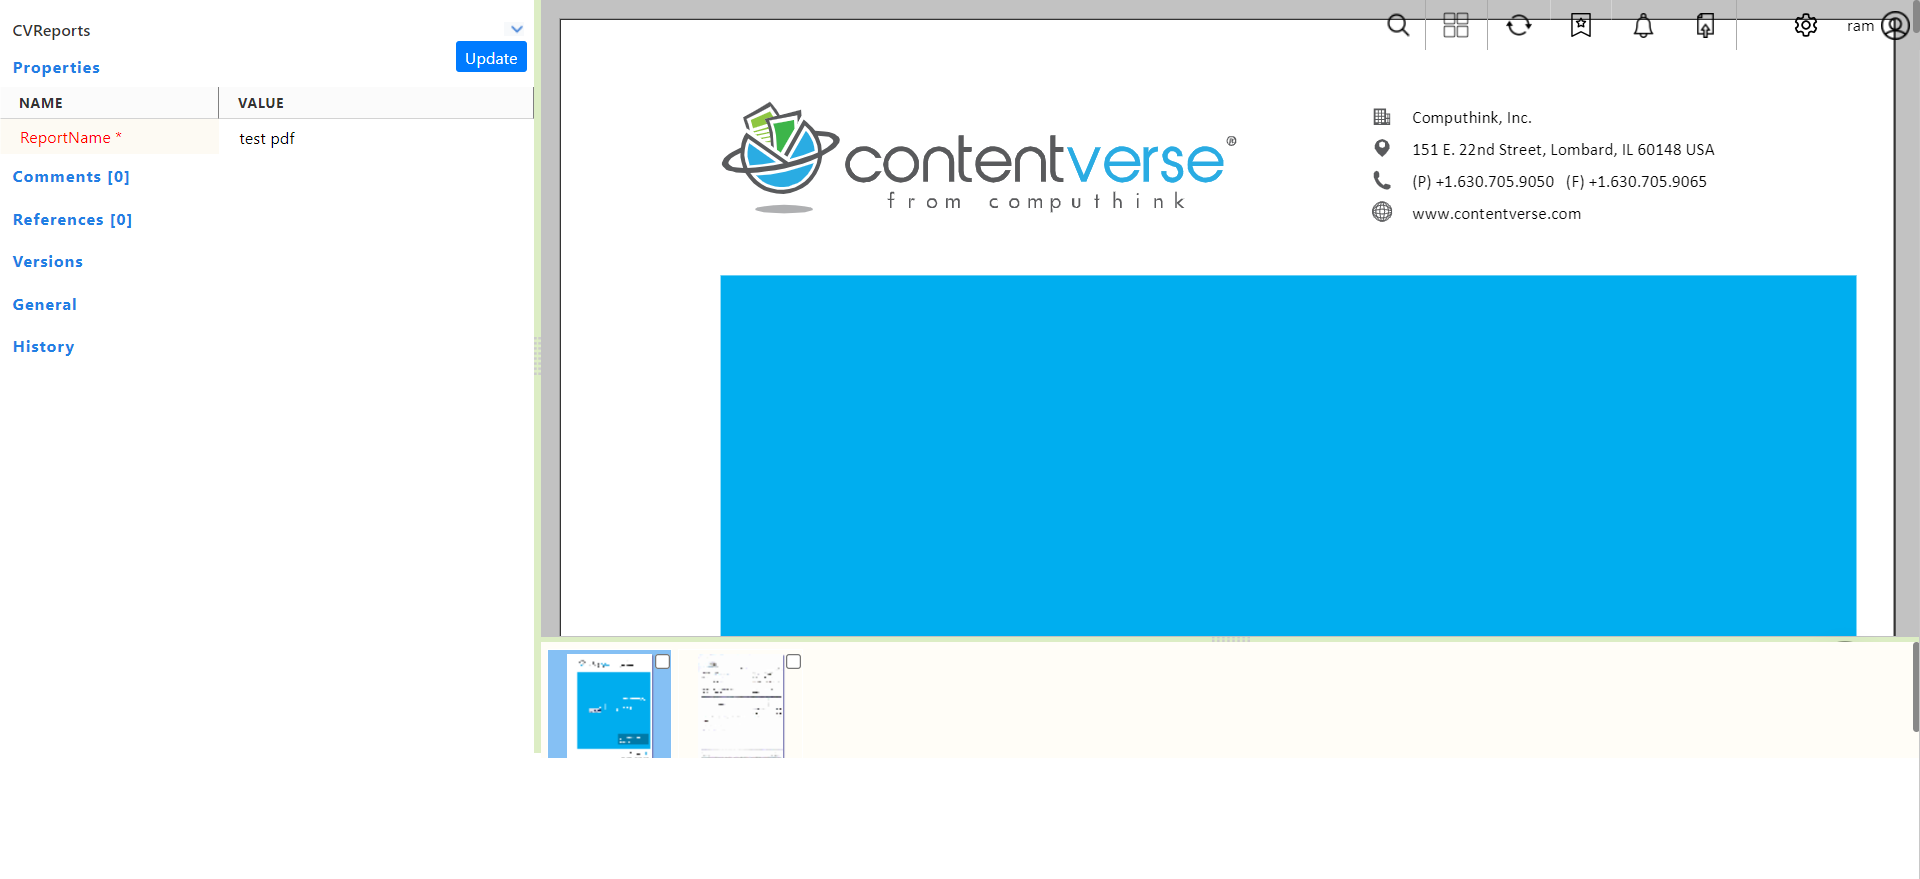 CVReports
Update
Properties
NAME VALUE
ReportName * test pdf
Comments [0]
References [0]
Versions
General
History
ram
contentverse®
from computhink
Computhink, Inc.
151 E. 22nd Street, Lombard, IL 60148 USA
(P) +1.630.705.9050 (F) +1.630.705.9065
www.contentverse.com